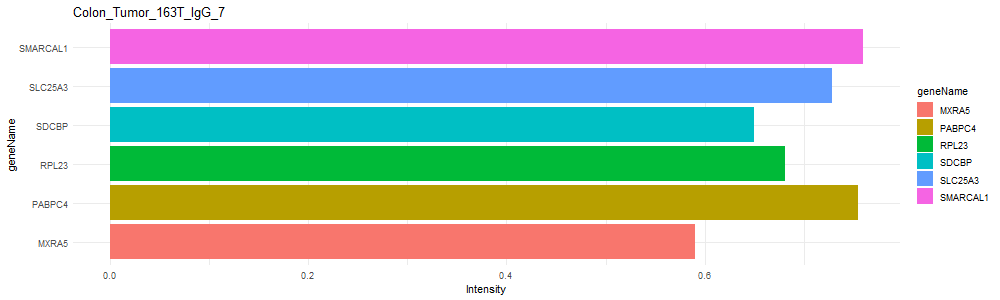 Colon_Tumor_163T_IgG_7
geneName
SMARCAL1
SLC25A3
SDCBP
RPL23
PABPC4
MXRA5
0.0 0.2 0.4 0.6
Intensity
geneName
MXRA5
PABPC4
RPL23
SDCBP
SLC25A3
SMARCAL1